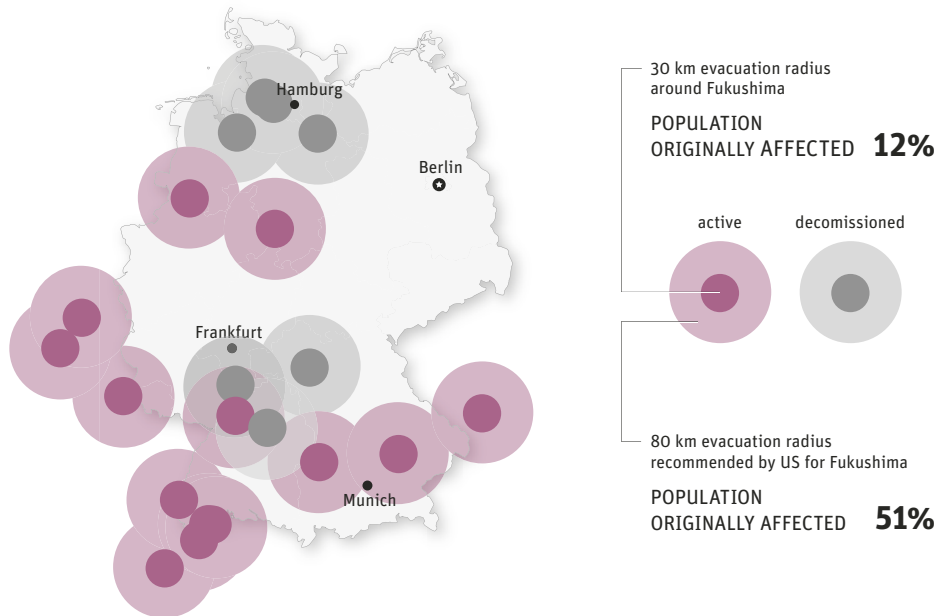 Hamburg
Berlin
Frankfurt
Munich
30 km evacuation radius
around Fukushima
POPULATION
ORIGINALLY AFFECTED 12%
active decomissioned
80 km evacuation radius
recommended by US for Fukushima
POPULATION
ORIGINALLY AFFECTED 51%